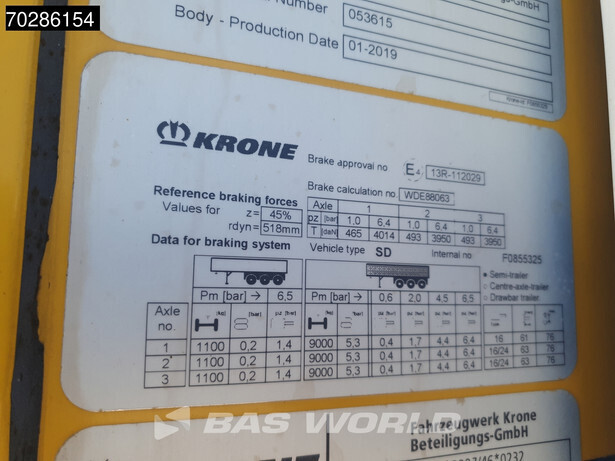 70286154
Number 053615
Body - Production Date 01-2019
KRONE
Brake approval no E4 13R-112029
Brake calculation no WDE88063
Reference braking forces
Values for z= 45%
rdyn= 518mm
Axle 1 2 3
pz [bar] 1.0 6,4 1,0 6,4 1,0 6,4
T [daN] 465 4014 493 3950 493 3950
Data for braking system
Vehicle type SD Internal no F0855325
Semi-trailer
Centre-axle-trailer
Drawbar trailer
Pm [bar] → 6,5 Pm [bar] → 0,6 2,0 4,5 6,5
Axle no.
1 1100 0,2 1,4 9000 5,3 0,4 1,7 4,4 6,4 16 61 76
2* 1100 0,2 1,4 9000 5,3 0,4 1,7 4,4 6,4 16/24 63 76
3 1100 0,2 1,4 9000 5,3 0,4 1,7 4,4 6,4 16/24 63 76
BAS WORLD
Fahrzeugwerk Krone
Beteiligungs-GmbH